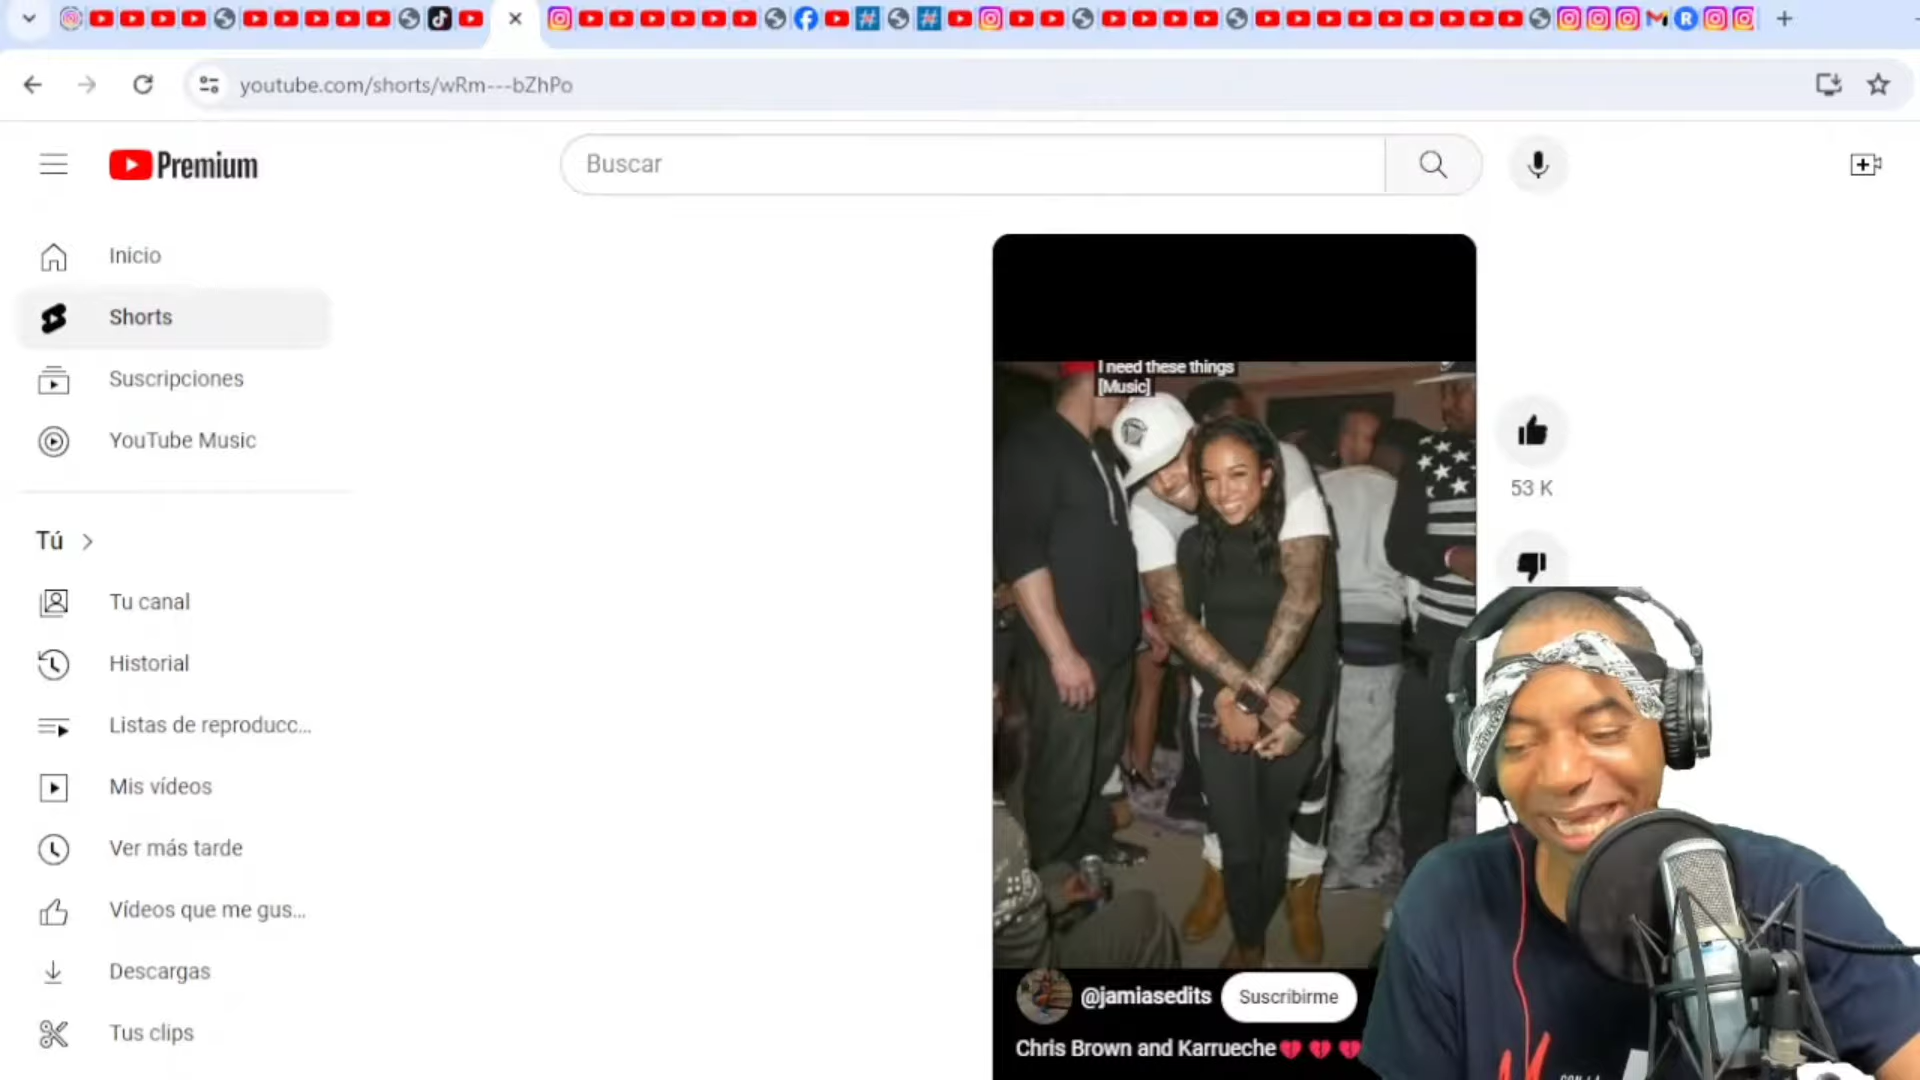 youtube.com/shorts/wRm---bZhPo
Premium
Buscar
Inicio
Shorts
Suscripciones
YouTube Music
Tú
Tu canal
Historial
Listas de reproducc...
Mis vídeos
Ver más tarde
Vídeos que me gus...
Descargas
Tus clips
I need these things
[Music]
53 K
@jamiasedits
Suscribirme
Chris Brown and Karrueche💔💔💔